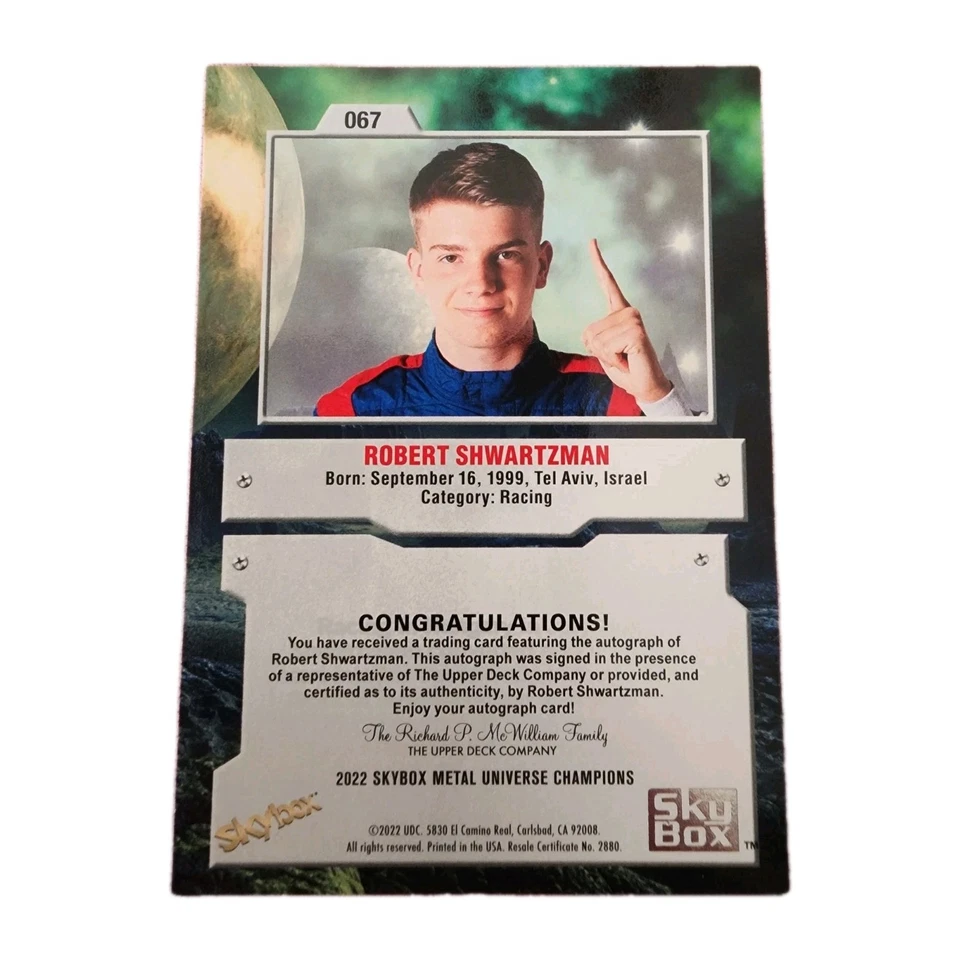 067
ROBERT SHWARTZMAN
Born: September 16, 1999, Tel Aviv, Israel
Category: Racing
CONGRATULATIONS!
You have received a trading card featuring the autograph of
Robert Shwartzman. This autograph was signed in the presence
of a representative of The Upper Deck Company or provided, and
certified as to its authenticity, by Robert Shwartzman.
Enjoy your autograph card!
The Richard P. McWilliam Family
THE UPPER DECK COMPANY
2022 SKYBOX METAL UNIVERSE CHAMPIONS
Skybox
©2022 UDC. 5830 El Camino Real, Carlsbad, CA 92008.
All rights reserved. Printed in the USA. Resale Certificate No. 2880.
Sky
Box TM